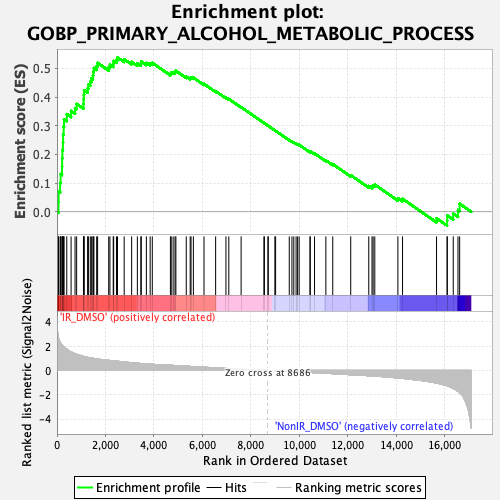 Enrichment plot:
GOBP_PRIMARY_ALCOHOL_METABOLIC_PROCESS
Enrichment score (ES)
0.5
0.4
0.3
0.2
0.1
0.0
'IR_DMSO' (positively correlated)
Ranked list metric (Signal2Noise)
4
2
0
-2
-4
Zero cross at 8686
'NonIR_DMSO' (negatively correlated)
0
2,000
4,000
6,000
8,000
10,000
12,000
14,000
16,000
Rank in Ordered Dataset
Enrichment profile
Hits
Ranking metric scores